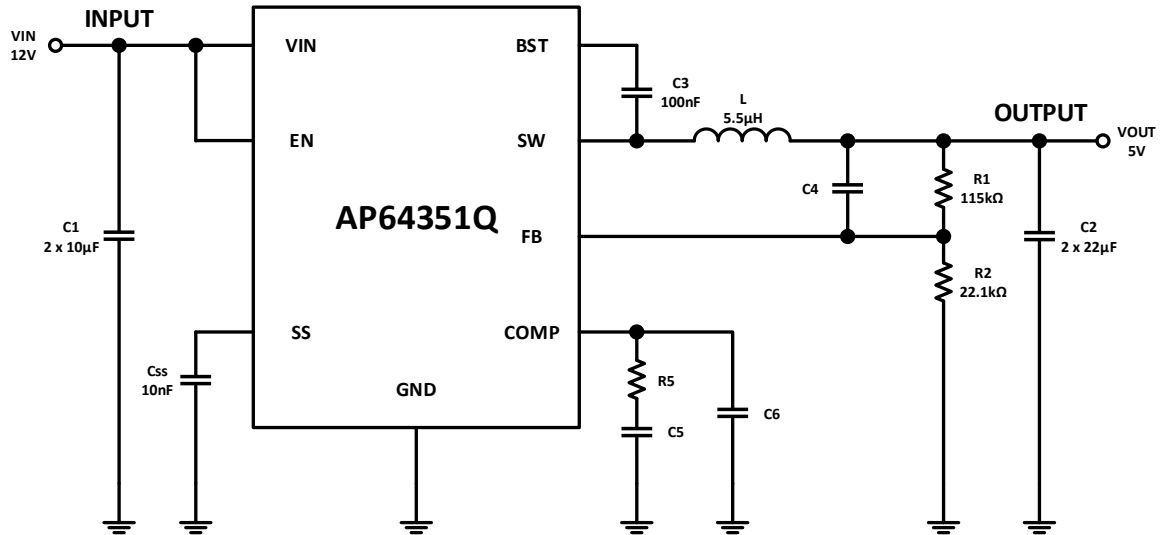 INPUT
VIN
12V
VIN
BST
C3
100nF
L
5.5µH
OUTPUT
VOUT
5V
EN
SW
C4
R1
115kΩ
AP64351Q
C1
2 x 10µF
FB
C2
2 x 22µF
R2
22.1kΩ
SS
COMP
Css
10nF
GND
R5
C5
C6